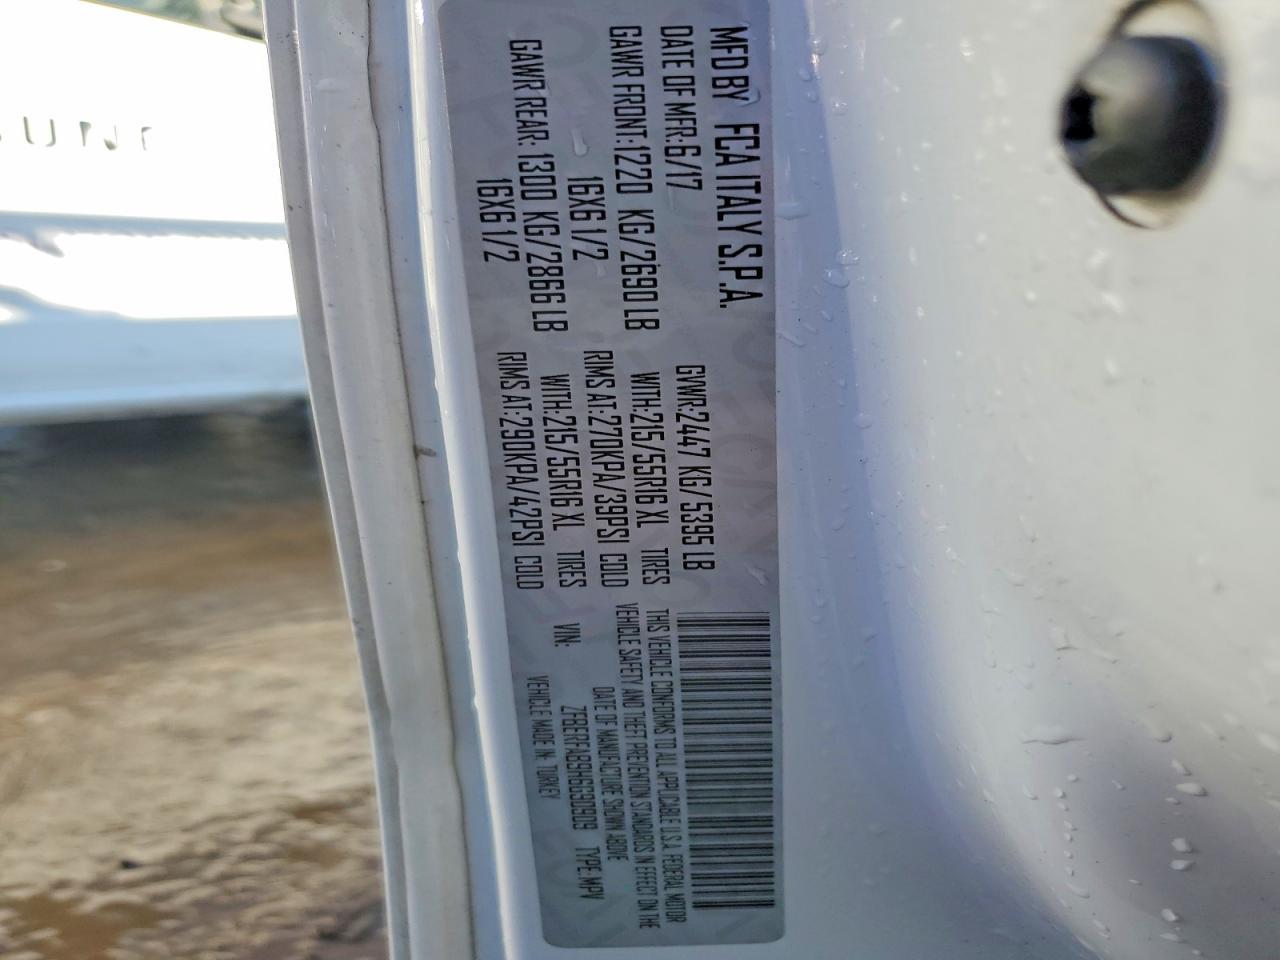 MFD BY FCA ITALY S.P.A.
DATE OF MFR:6/17 GVWR:2447 KG/5395 LB
GAWR FRONT:1220 KG/2690 LB WITH:215/55R16 XL TIRES
16X6 1/2 RIMS AT:270KPA/39PSI COLD
GAWR REAR: 1300 KG/2866 LB WITH:215/55R16 XL TIRES
16X6 1/2 RIMS AT:290KPA/42PSI COLD
THIS VEHICLE CONFORMS TO ALL APPLICABLE U.S.A. FEDERAL MOTOR
VEHICLE SAFETY AND THEFT PREVENTION STANDARDS IN EFFECT ON THE
DATE OF MANUFACTURE SHOWN ABOVE
VIN: ZFBERFAB9H6G90909 TYPE:MPV
VEHICLE MADE IN TURKEY